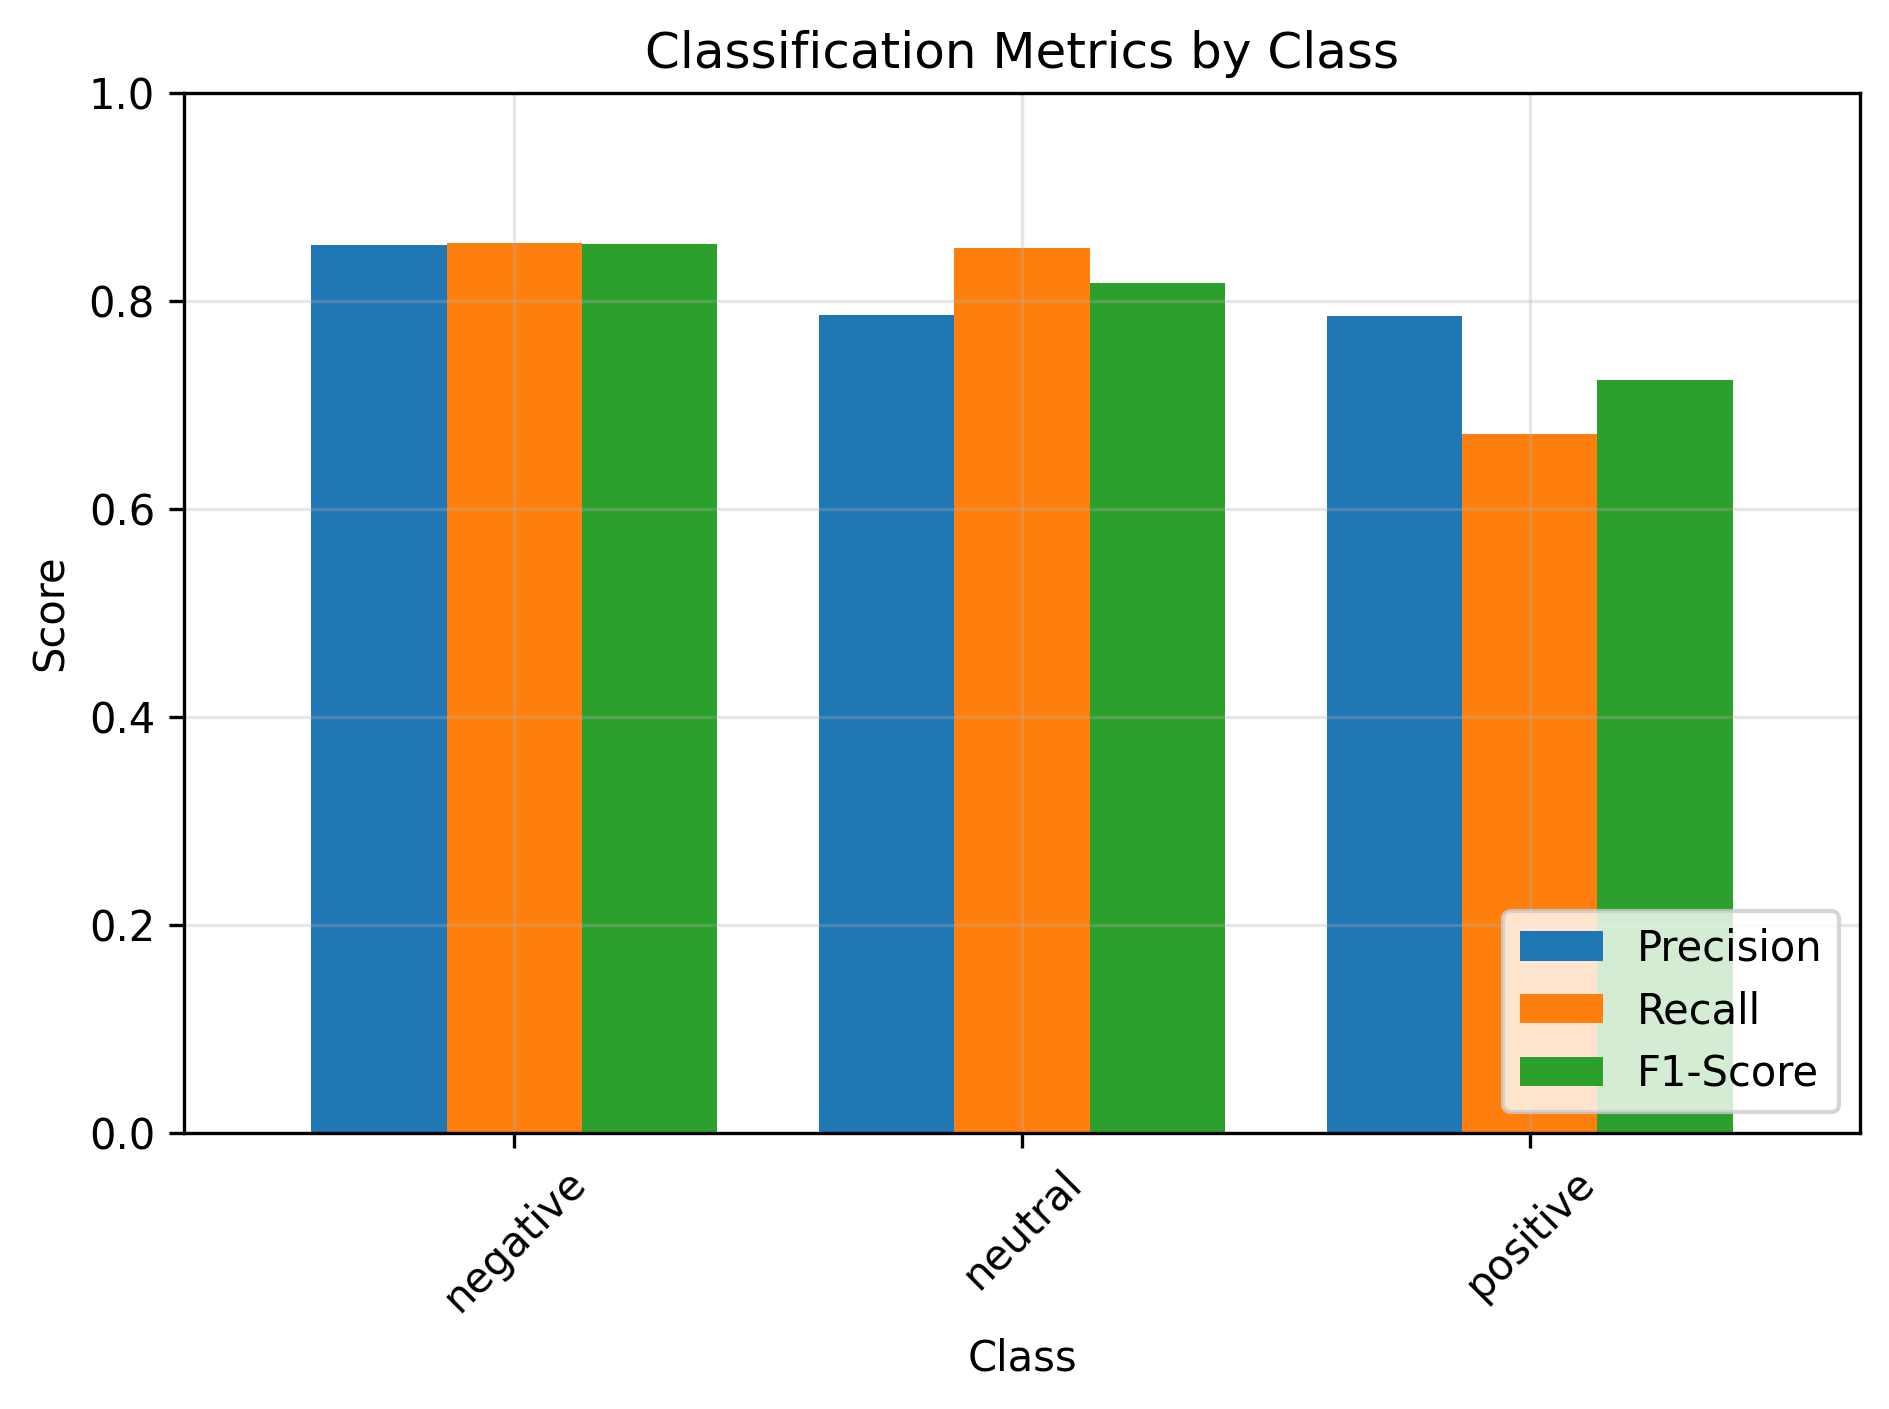 Classification Metrics by Class
1.0
0.8
0.6
0.4
0.2
0.0
Score
negative
neutral
positive
Class
Precision
Recall
F1-Score